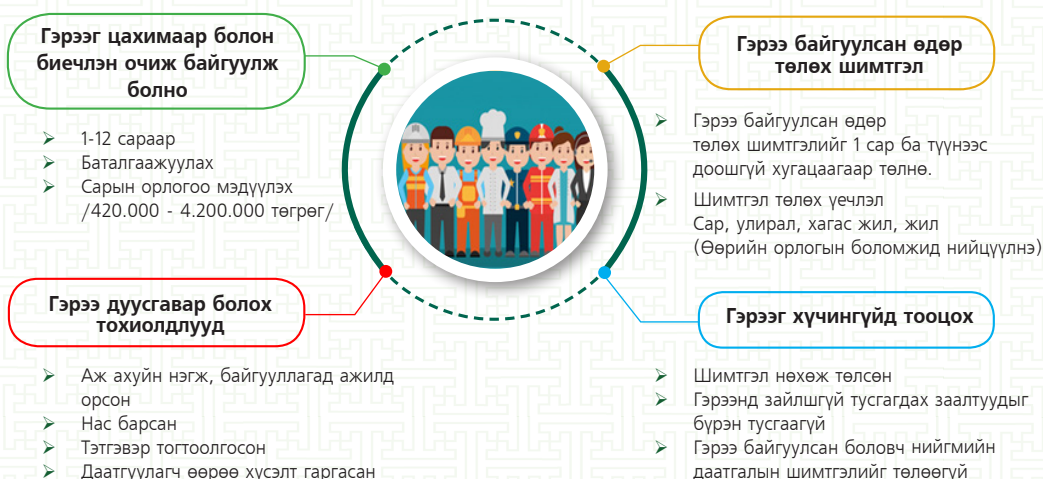 Гэрээг цахимаар болон
биечлэн очиж байгуулж
болно
➢ 1-12 сараар
➢ Баталгаажуулах
➢ Сарын орлогоо мэдүүлэх
/420.000 - 4.200.000 төгрөг/
Гэрээ байгуулсан өдөр
төлөх шимтгэл
➢ Гэрээ байгуулсан өдөр
төлөх шимтгэлийг 1 сар ба түүнээс
доошгүй хугацаагаар төлнө.
➢ Шимтгэл төлөх үечлэл
Сар, улирал, хагас жил, жил
(Өөрийн орлогын боломжид нийцүүлнэ)
Гэрээ дуусгавар болох
тохиолдлууд
➢ Аж ахуйн нэгж, байгууллагад ажилд
орсон
➢ Нас барсан
➢ Тэтгэвэр тогтоолгосон
➢ Даатгуулагч өөрөө хүсэлт гаргасан
Гэрээг хүчингүйд тооцох
➢ Шимтгэл нөхөж төлсөн
➢ Гэрээнд зайлшгүй тусгагдах заалтуудыг
бүрэн тусгаагүй
➢ Гэрээ байгуулсан боловч нийгмийн
даатгалын шимтгэлийг төлөөгүй